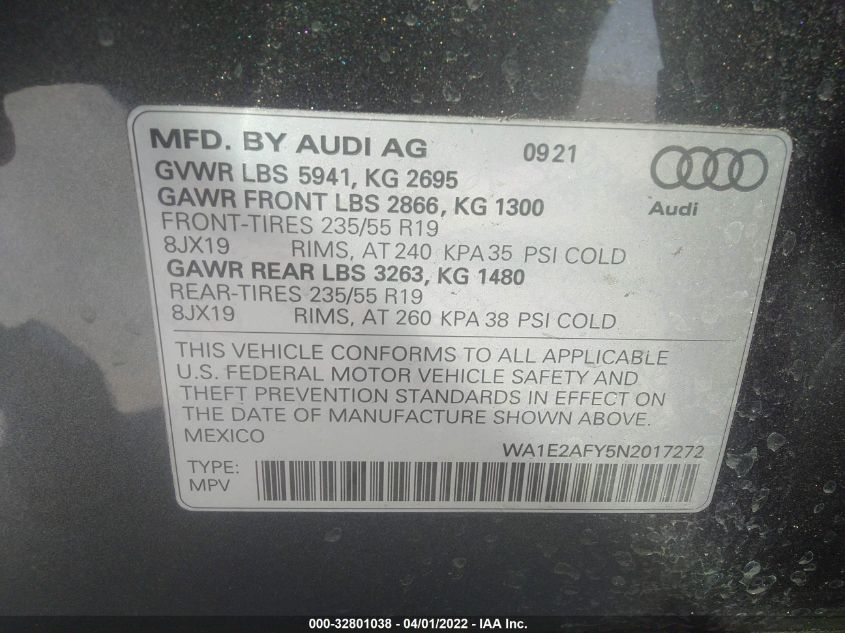 MFD. BY AUDI AG 0921
GVWR LBS 5941, KG 2695
GAWR FRONT LBS 2866, KG 1300
Audi
FRONT-TIRES 235/55 R19
8JX19 RIMS, AT 240 KPA 35 PSI COLD
GAWR REAR LBS 3263, KG 1480
REAR-TIRES 235/55 R19
8JX19 RIMS, AT 260 KPA 38 PSI COLD
THIS VEHICLE CONFORMS TO ALL APPLICABLE
U.S. FEDERAL MOTOR VEHICLE SAFETY AND
THEFT PREVENTION STANDARDS IN EFFECT ON
THE DATE OF MANUFACTURE SHOWN ABOVE.
MEXICO WA1E2AFY5N2017272
TYPE:
MPV
000-32801038 - 04/01/2022 - IAA Inc.